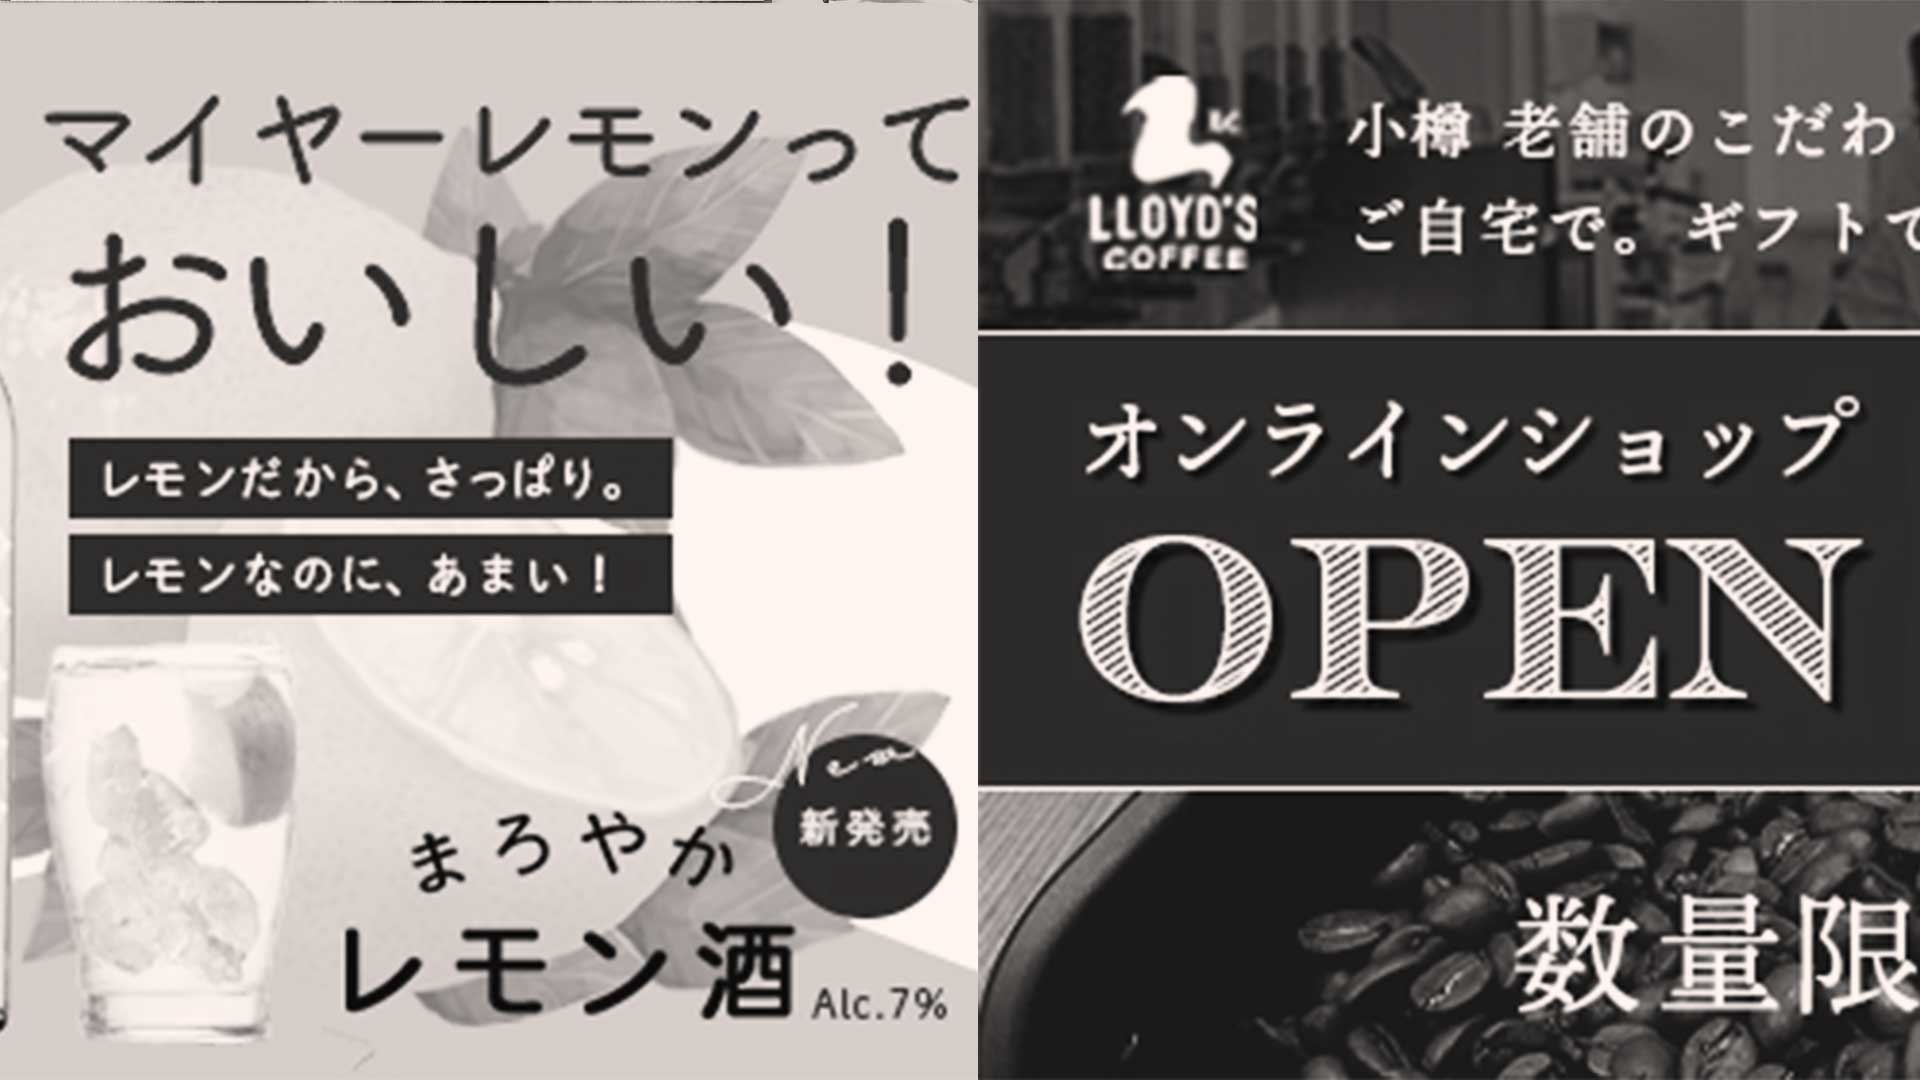 マイヤーレモンって
おいしい！
レモンだから、さっぱり。
レモンなのに、あまい！
New
新発売
まろやか
レモン酒
Alc.7%
LLOYD'S
COFFEE
小樽 老舗のこだわ
ご自宅で。ギフトで
オンラインショップ
OPEN
数量限